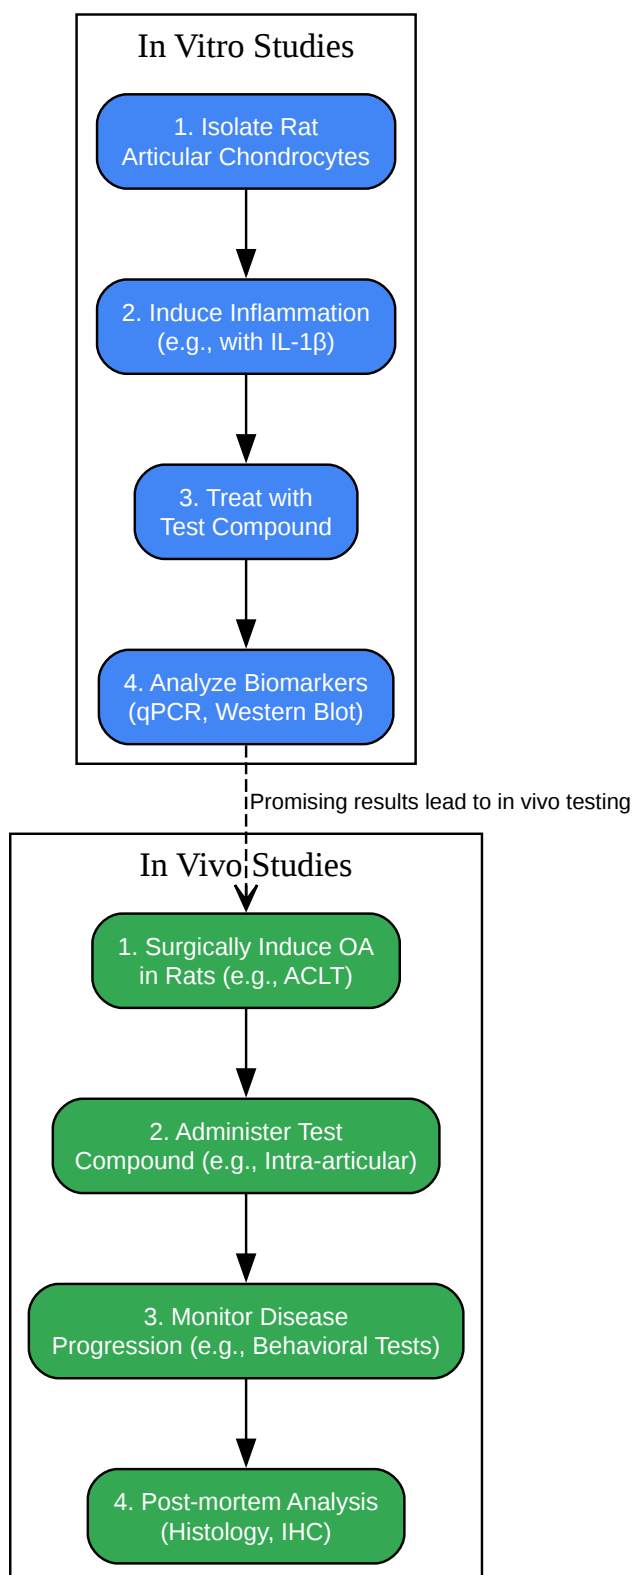 In Vitro Studies
1. Isolate Rat
Articular Chondrocytes
2. Induce Inflammation
(e.g., with IL-1β)
3. Treat with
Test Compound
4. Analyze Biomarkers
(qPCR, Western Blot)
Promising results lead to in vivo testing
In Vivo Studies
1. Surgically Induce OA
in Rats (e.g., ACLT)
2. Administer Test
Compound (e.g., Intra-articular)
3. Monitor Disease
Progression (e.g., Behavioral Tests)
4. Post-mortem Analysis
(Histology, IHC)